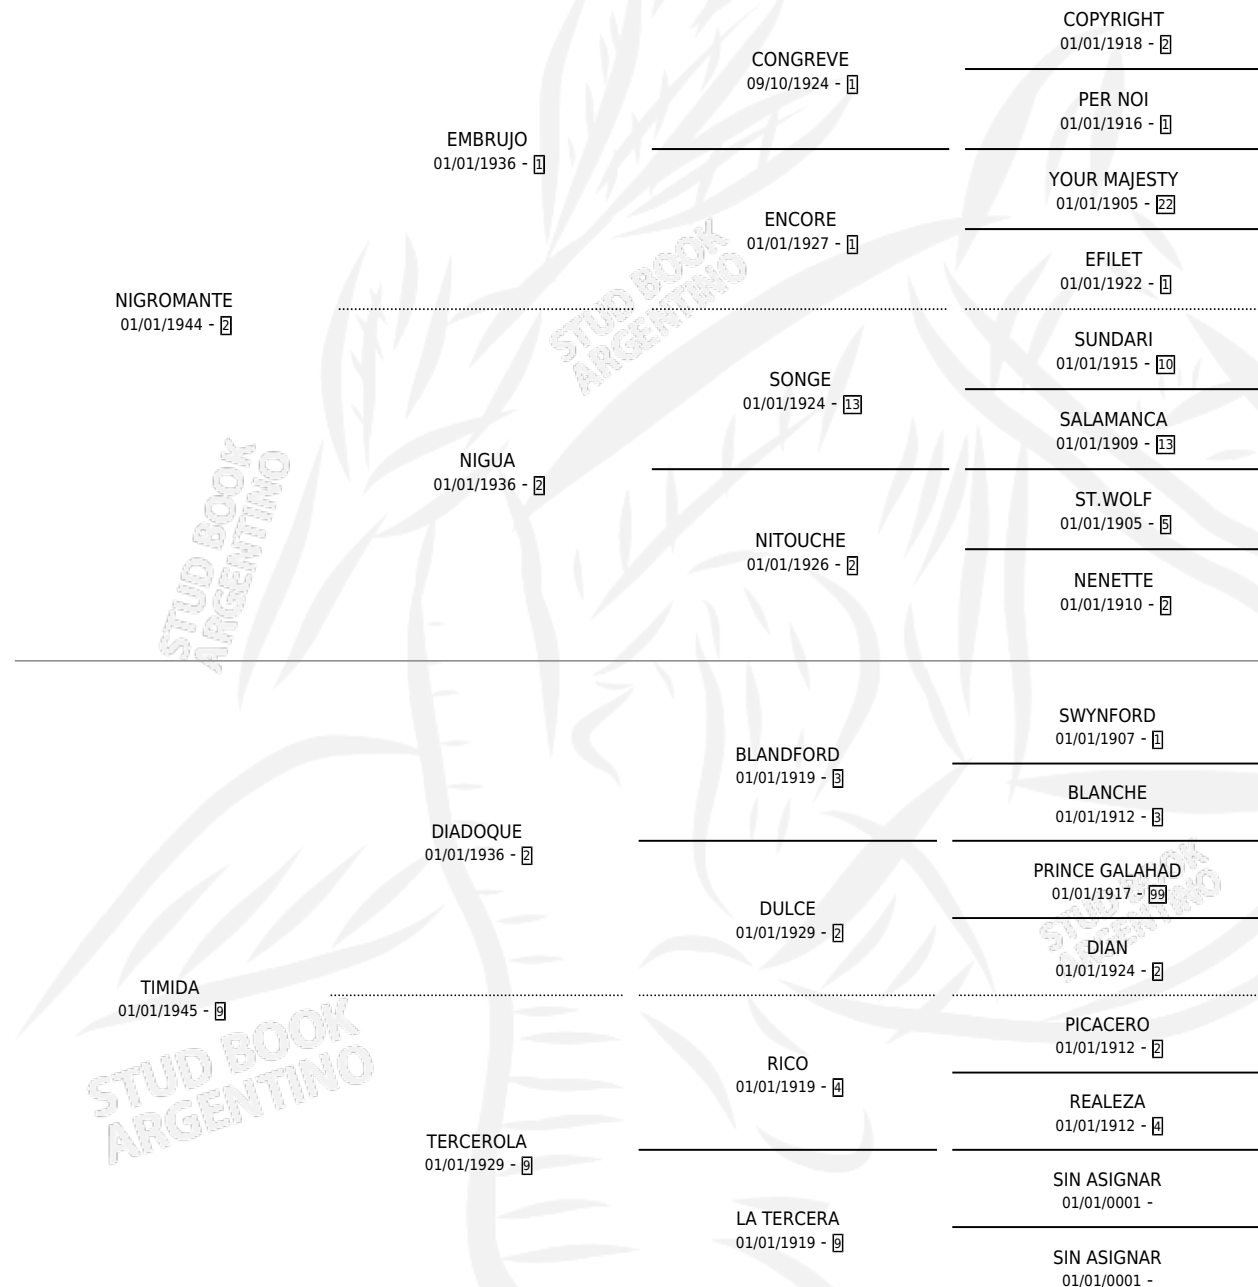 COPYRIGHT
01/01/1918 - 2
CONGREVE
09/10/1924 - 1
PER NOI
01/01/1916 - 1
EMBRUJO
01/01/1936 - 1
YOUR MAJESTY
01/01/1905 - 22
ENCORE
01/01/1927 - 1
EFILET
01/01/1922 - 1
NIGROMANTE
01/01/1944 - 2
STUD BOOK
ARGENTINO
SUNDARI
01/01/1915 - 10
SONGE
01/01/1924 - 13
SALAMANCA
01/01/1909 - 13
NIGUA
01/01/1936 - 2
ST.WOLF
01/01/1905 - 5
NITOUCHE
01/01/1926 - 2
NENETTE
01/01/1910 - 2
STUD BOOK
ARGENTINO
SWYNFORD
01/01/1907 - 1
BLANDFORD
01/01/1919 - 3
BLANCHE
01/01/1912 - 3
DIADOQUE
01/01/1936 - 2
PRINCE GALAHAD
01/01/1917 - 99
DULCE
01/01/1929 - 2
DIAN
01/01/1924 - 2
STUD BOOK
ARGENTINO
TIMIDA
01/01/1945 - 9
STUD BOOK
ARGENTINO
PICACERO
01/01/1912 - 2
RICO
01/01/1919 - 4
REALEZA
01/01/1912 - 4
TERCEROLA
01/01/1929 - 9
SIN ASIGNAR
01/01/0001 -
LA TERCERA
01/01/1919 - 9
SIN ASIGNAR
01/01/0001 -